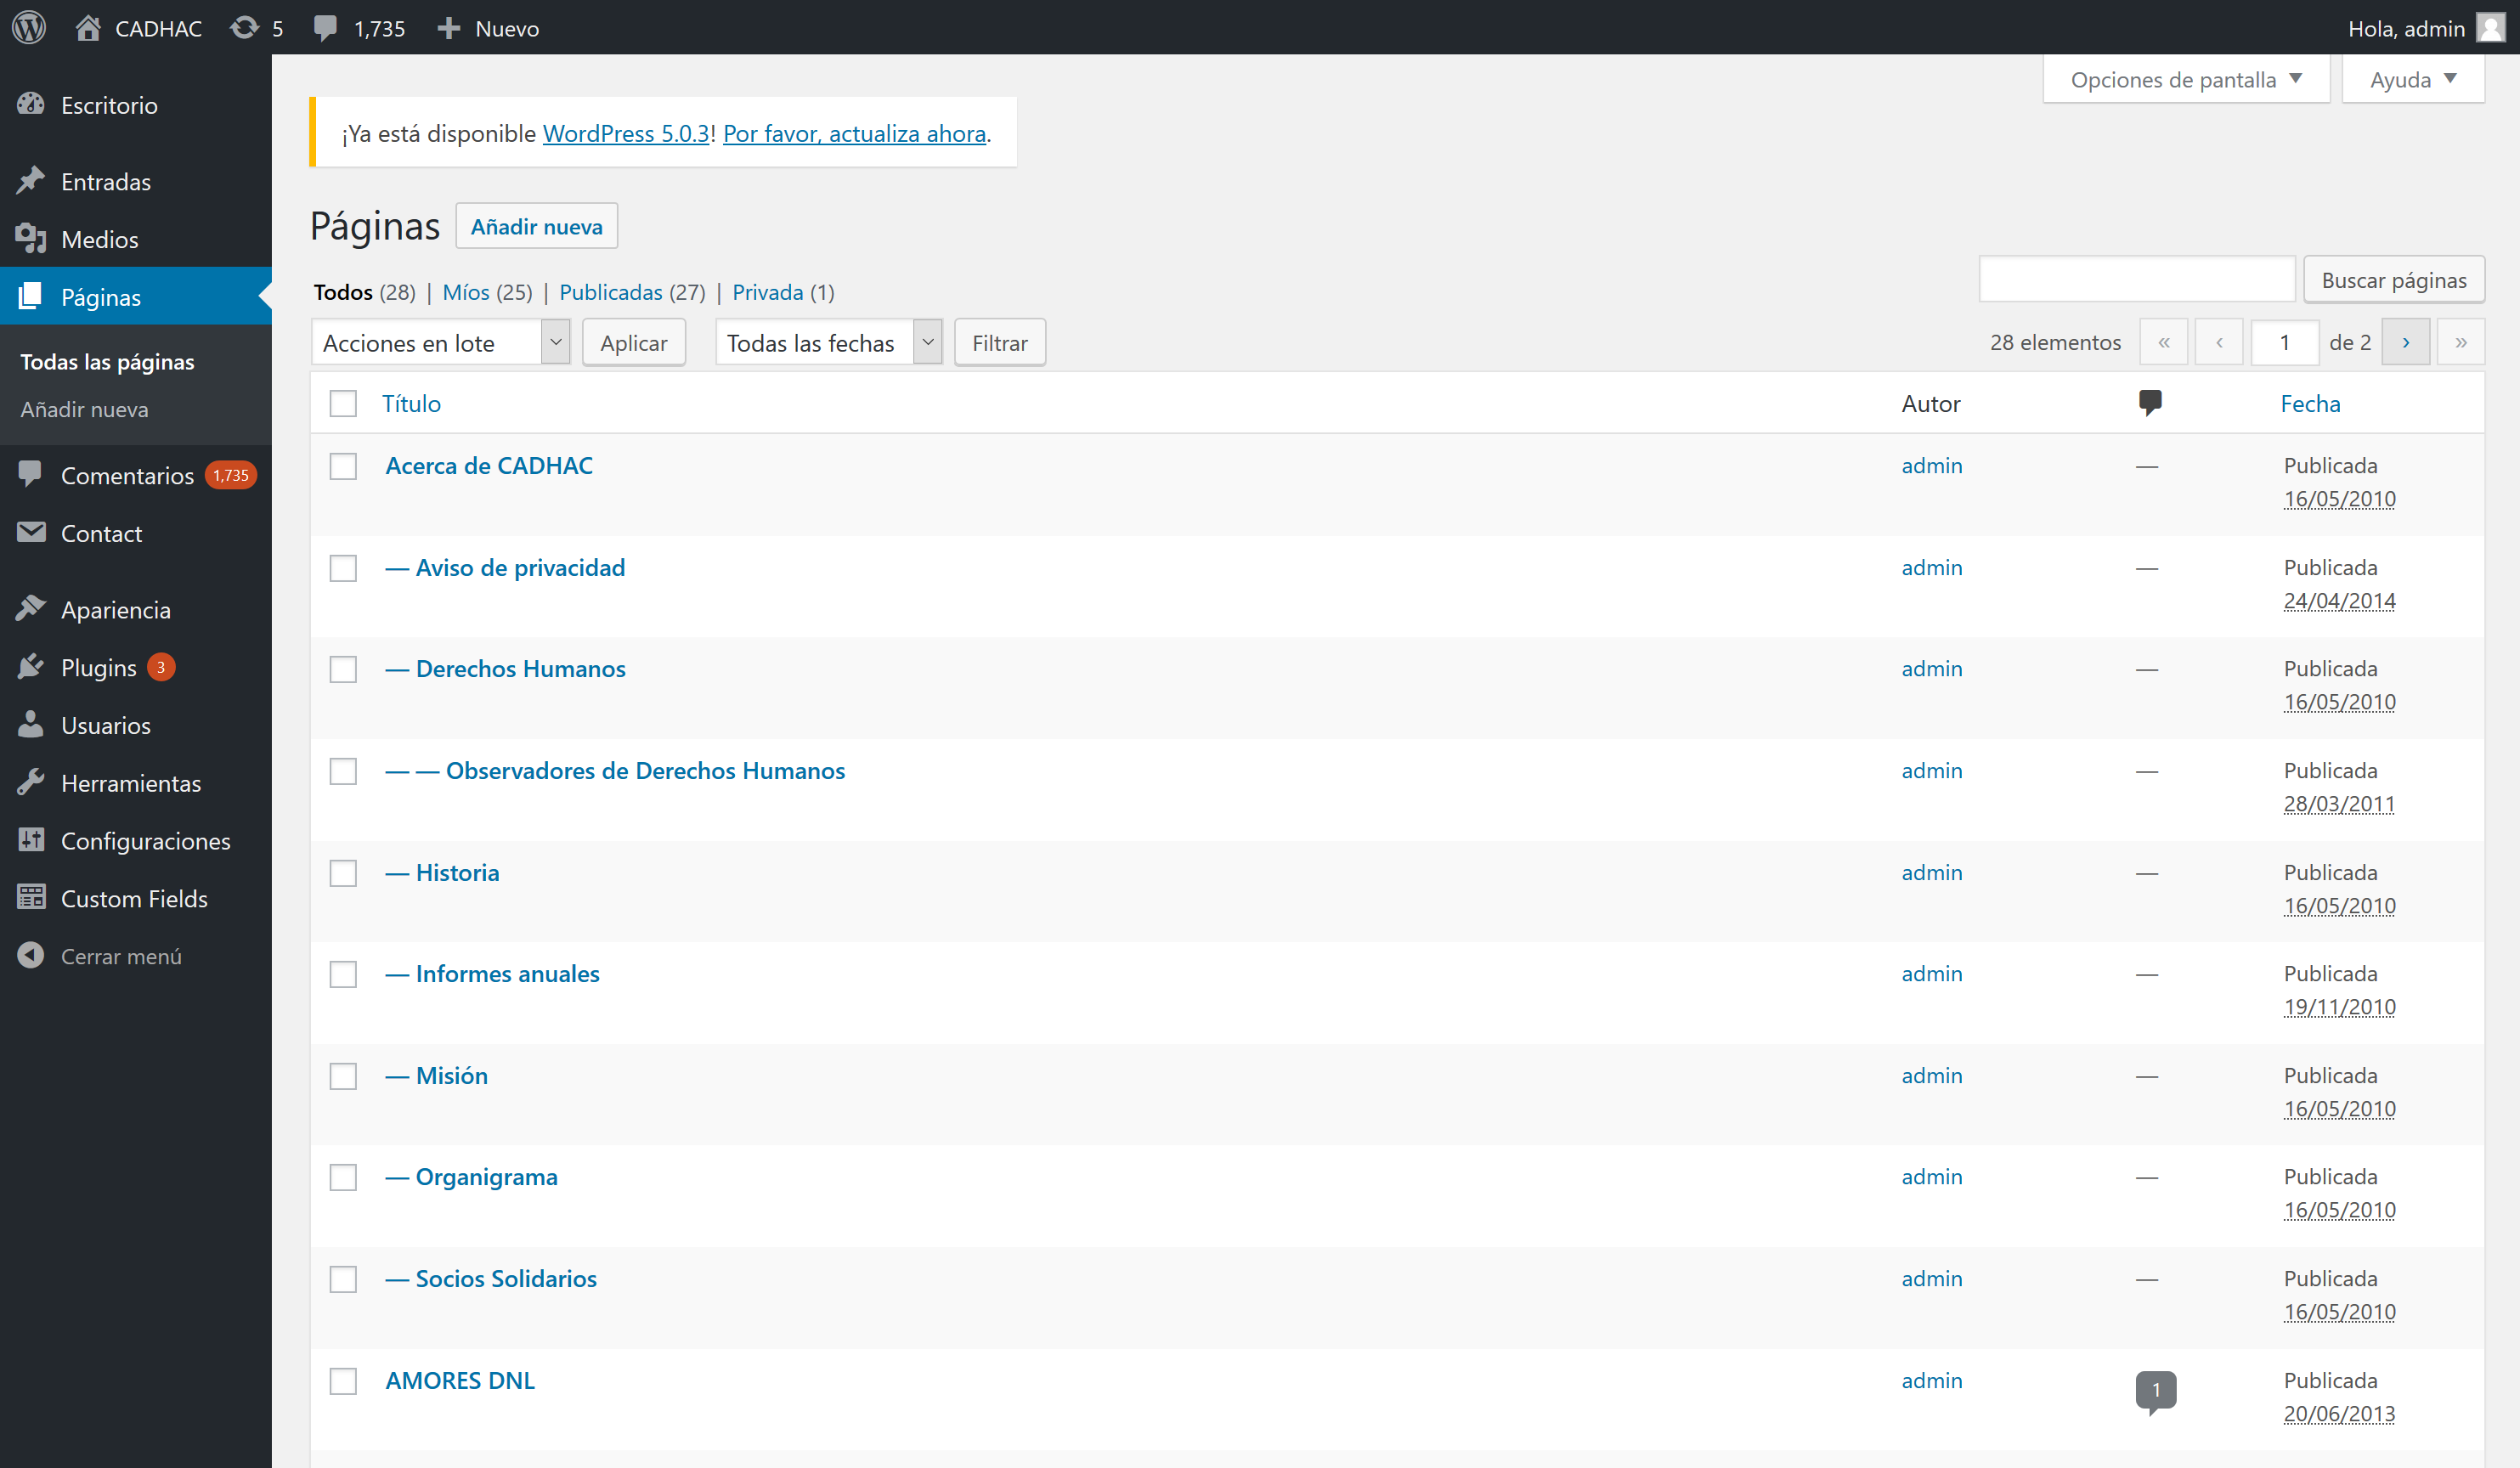 CADHAC 5 1,735 Nuevo Hola, admin
Opciones de pantalla Ayuda
¡Ya está disponible WordPress 5.0.3! Por favor, actualiza ahora.
Páginas Añadir nueva
Todos (28) | Míos (25) | Publicadas (27) | Privada (1)
Buscar páginas
Acciones en lote Aplicar Todas las fechas Filtrar 28 elementos « ‹ 1 de 2 › »
Título Autor Fecha
Acerca de CADHAC admin — Publicada
16/05/2010
— Aviso de privacidad admin — Publicada
24/04/2014
— Derechos Humanos admin — Publicada
16/05/2010
— — Observadores de Derechos Humanos admin — Publicada
28/03/2011
— Historia admin — Publicada
16/05/2010
— Informes anuales admin — Publicada
19/11/2010
— Misión admin — Publicada
16/05/2010
— Organigrama admin — Publicada
16/05/2010
— Socios Solidarios admin — Publicada
16/05/2010
AMORES DNL admin 1 Publicada
20/06/2013
Escritorio
Entradas
Medios
Páginas
Todas las páginas
Añadir nueva
Comentarios 1,735
Contact
Apariencia
Plugins 3
Usuarios
Herramientas
Configuraciones
Custom Fields
Cerrar menú